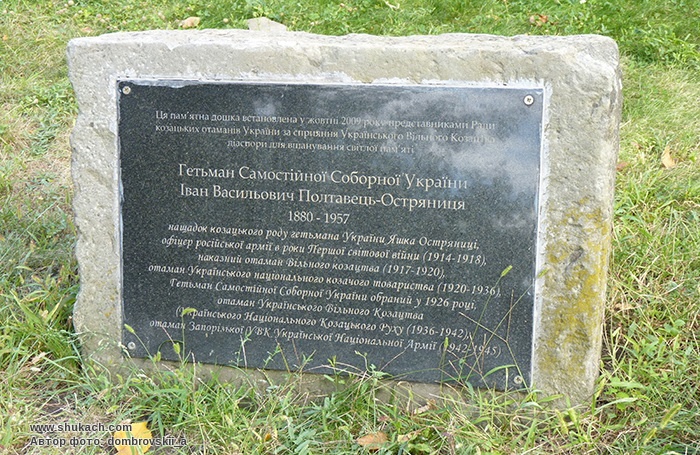 Ця пам'ятна дошка встановлена у жовтні 2009 року представниками Ради
козацьких отаманів України за сприяння Українського Вільного Козацтва
діаспори для вшанування світлої пам'яті
Гетьман Самостійної Соборної України
Іван Васильович Полтавець-Остряниця
1880 - 1957
нащадок козацького роду гетьмана України Яшка Остряниці,
офіцер російської армії в роки Першої світової війни (1914-1918),
наказний отаман Вільного козацтва (1917-1920),
отаман Українського національного козачого товариства (1920-1936),
Гетьман Самостійної Соборної України обраний у 1926 році,
отаман Українського Вільного Козацтва
(Українського Національного Козацького Руху (1936-1942),
отаман Запорізької УВК Української Національної Армії (1942-1945)
www.shukach.com
Автор фото: dombrovskii_a